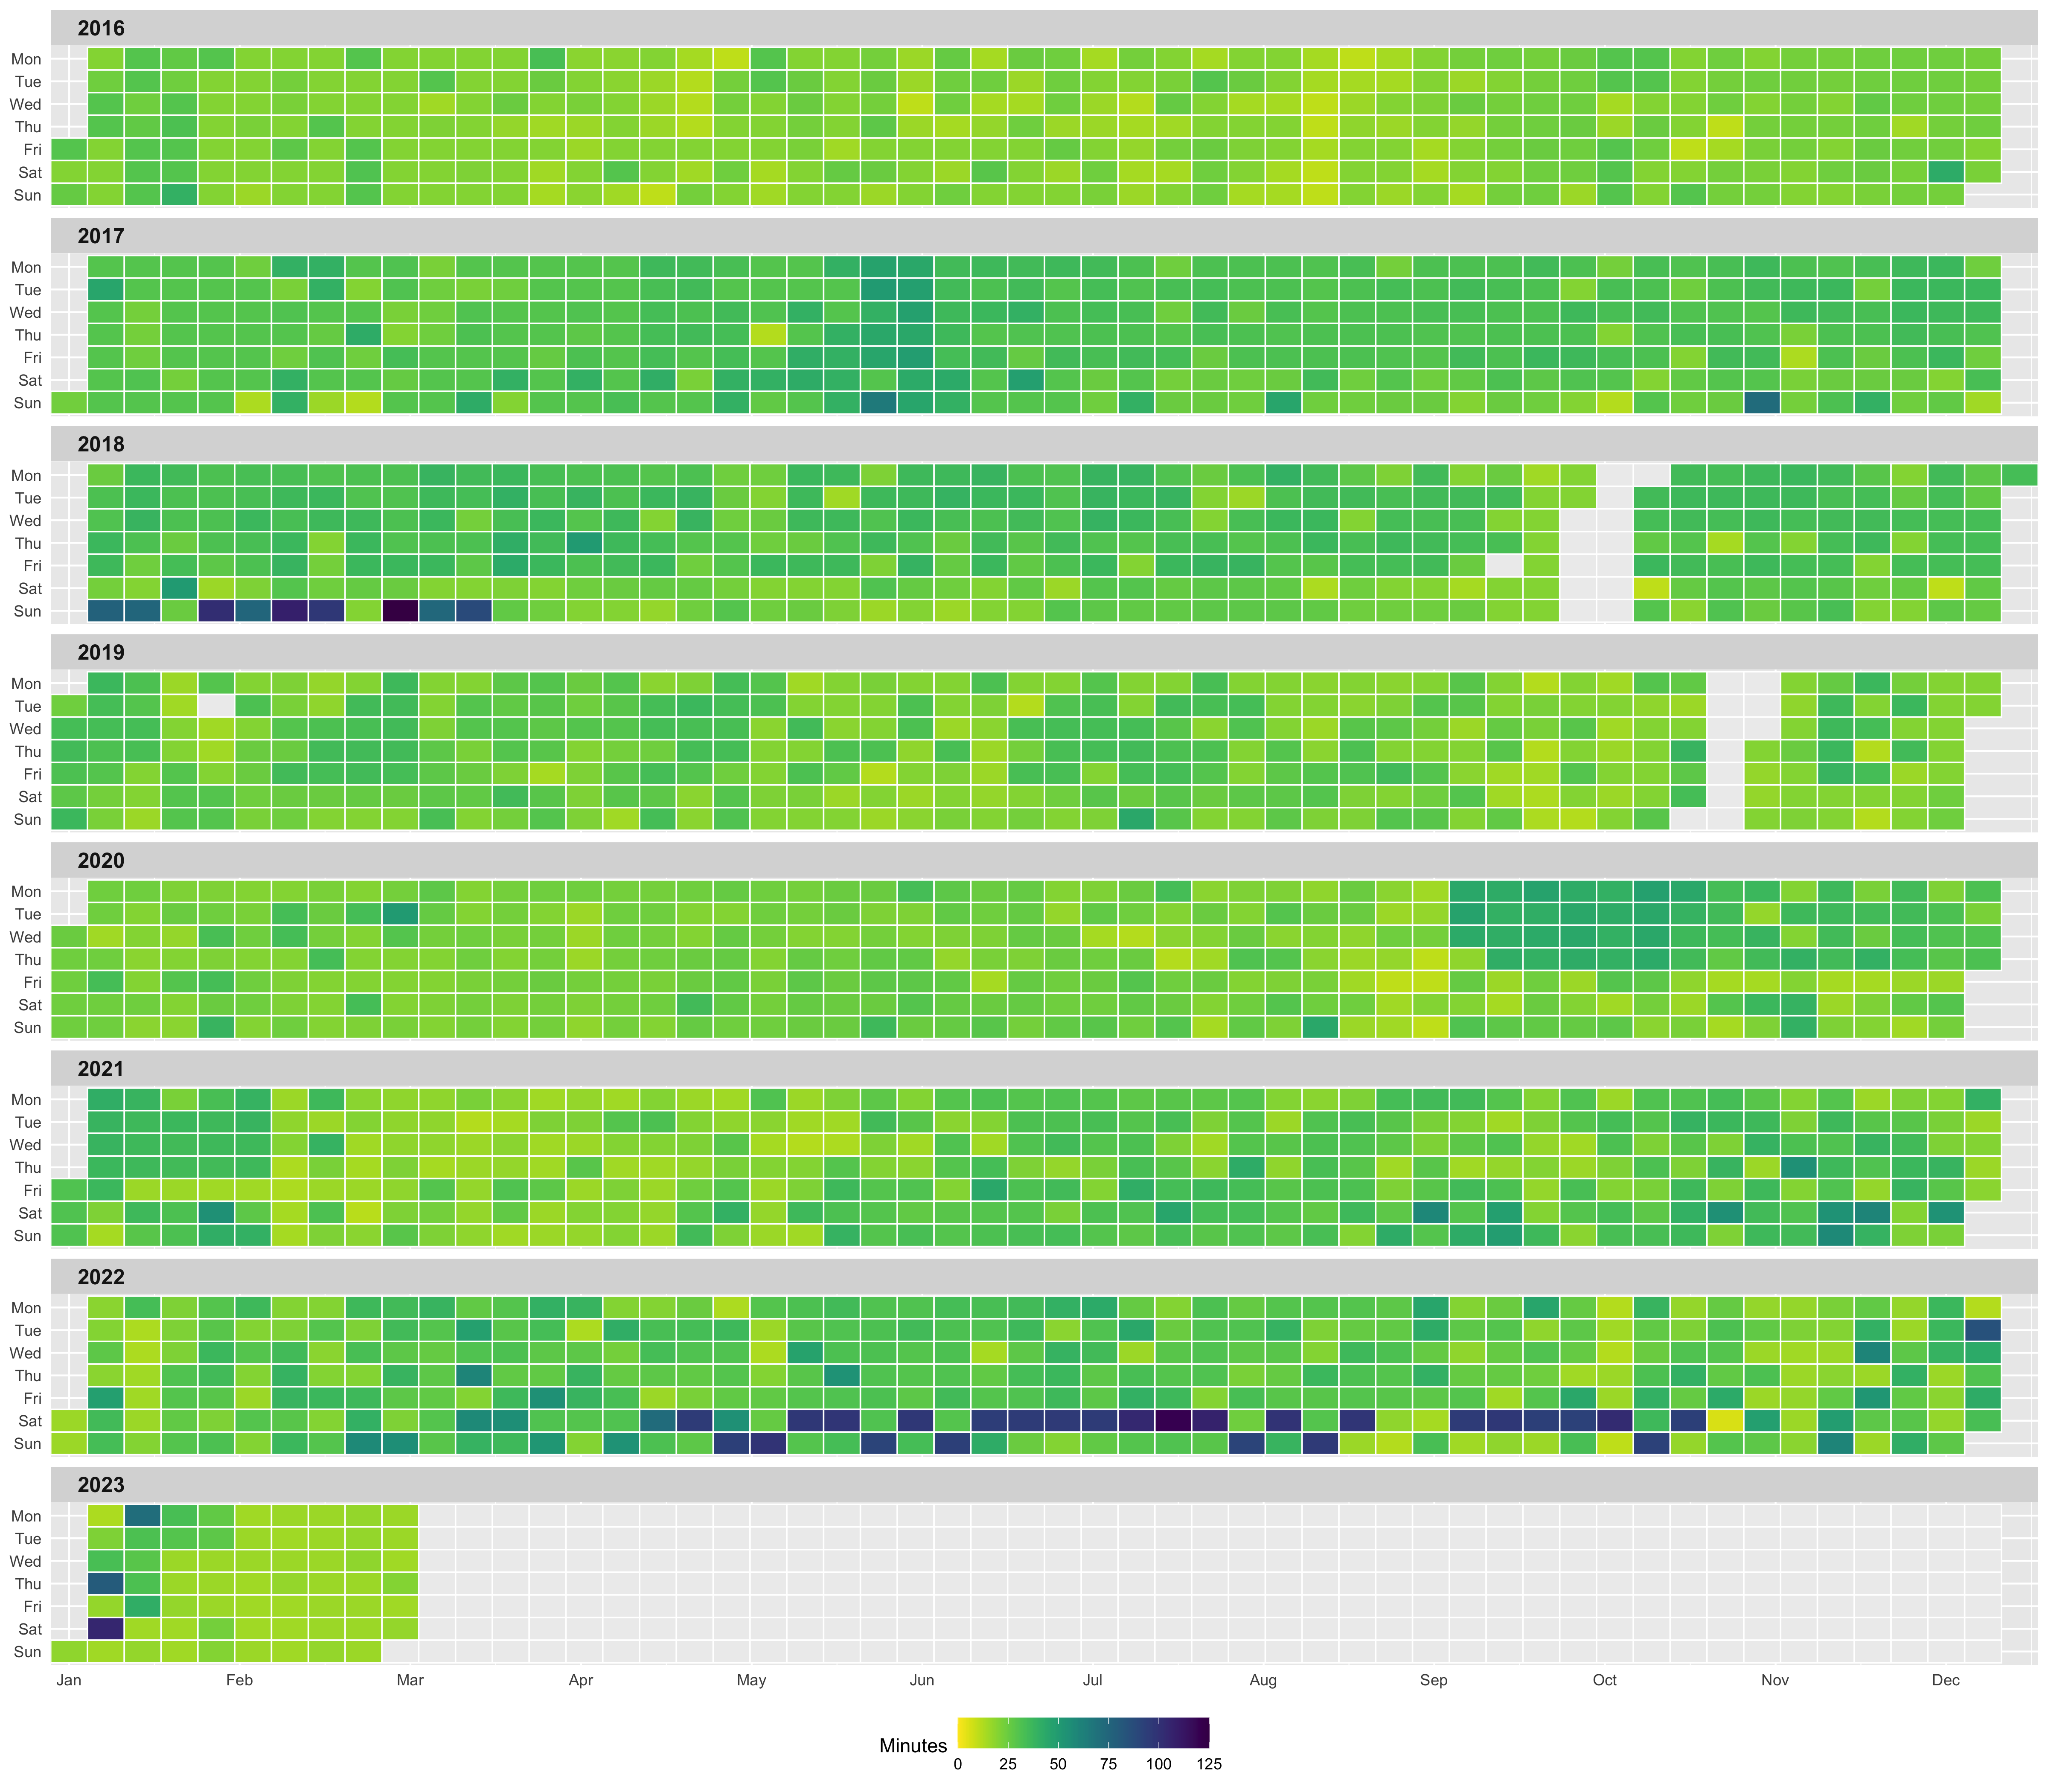 2016
Mon
Tue
Wed
Thu
Fri
Sat
Sun
2017
Mon
Tue
Wed
Thu
Fri
Sat
Sun
2018
Mon
Tue
Wed
Thu
Fri
Sat
Sun
2019
Mon
Tue
Wed
Thu
Fri
Sat
Sun
2020
Mon
Tue
Wed
Thu
Fri
Sat
Sun
2021
Mon
Tue
Wed
Thu
Fri
Sat
Sun
2022
Mon
Tue
Wed
Thu
Fri
Sat
Sun
2023
Mon
Tue
Wed
Thu
Fri
Sat
Sun
Jan Feb Mar Apr May Jun Jul Aug Sep Oct Nov Dec
Minutes
0 25 50 75 100 125